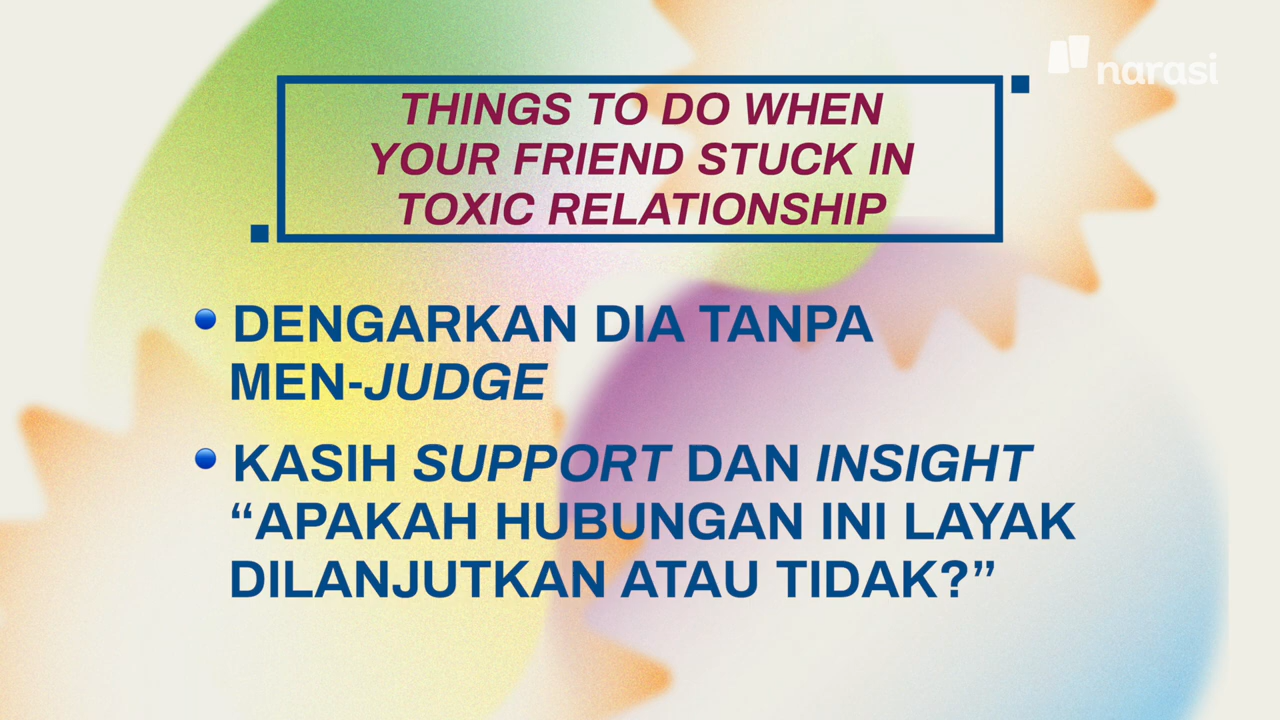 narasi
THINGS TO DO WHEN
YOUR FRIEND STUCK IN
TOXIC RELATIONSHIP
• DENGARKAN DIA TANPA
MEN-JUDGE
• KASIH SUPPORT DAN INSIGHT
“APAKAH HUBUNGAN INI LAYAK
DILANJUTKAN ATAU TIDAK?”